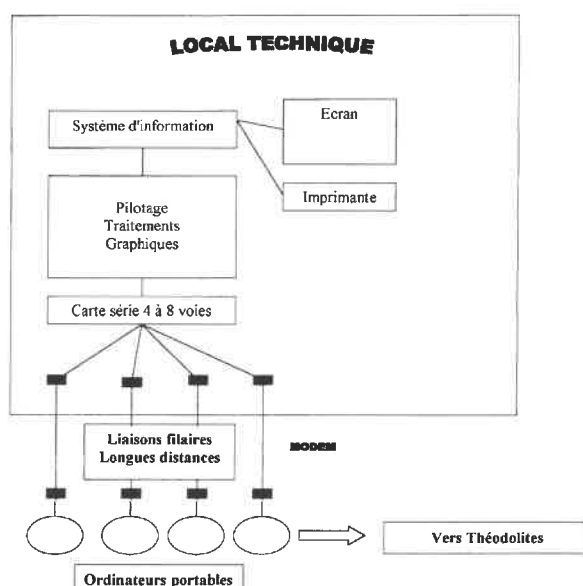 LOCAL TECHNIQUE
Système d'information
Ecran
Imprimante
Pilotage
Traitements
Graphiques
Carte série 4 à 8 voies
Liaisons filaires
Longues distances
MODEM
Vers Théodolites
Ordinateurs portables